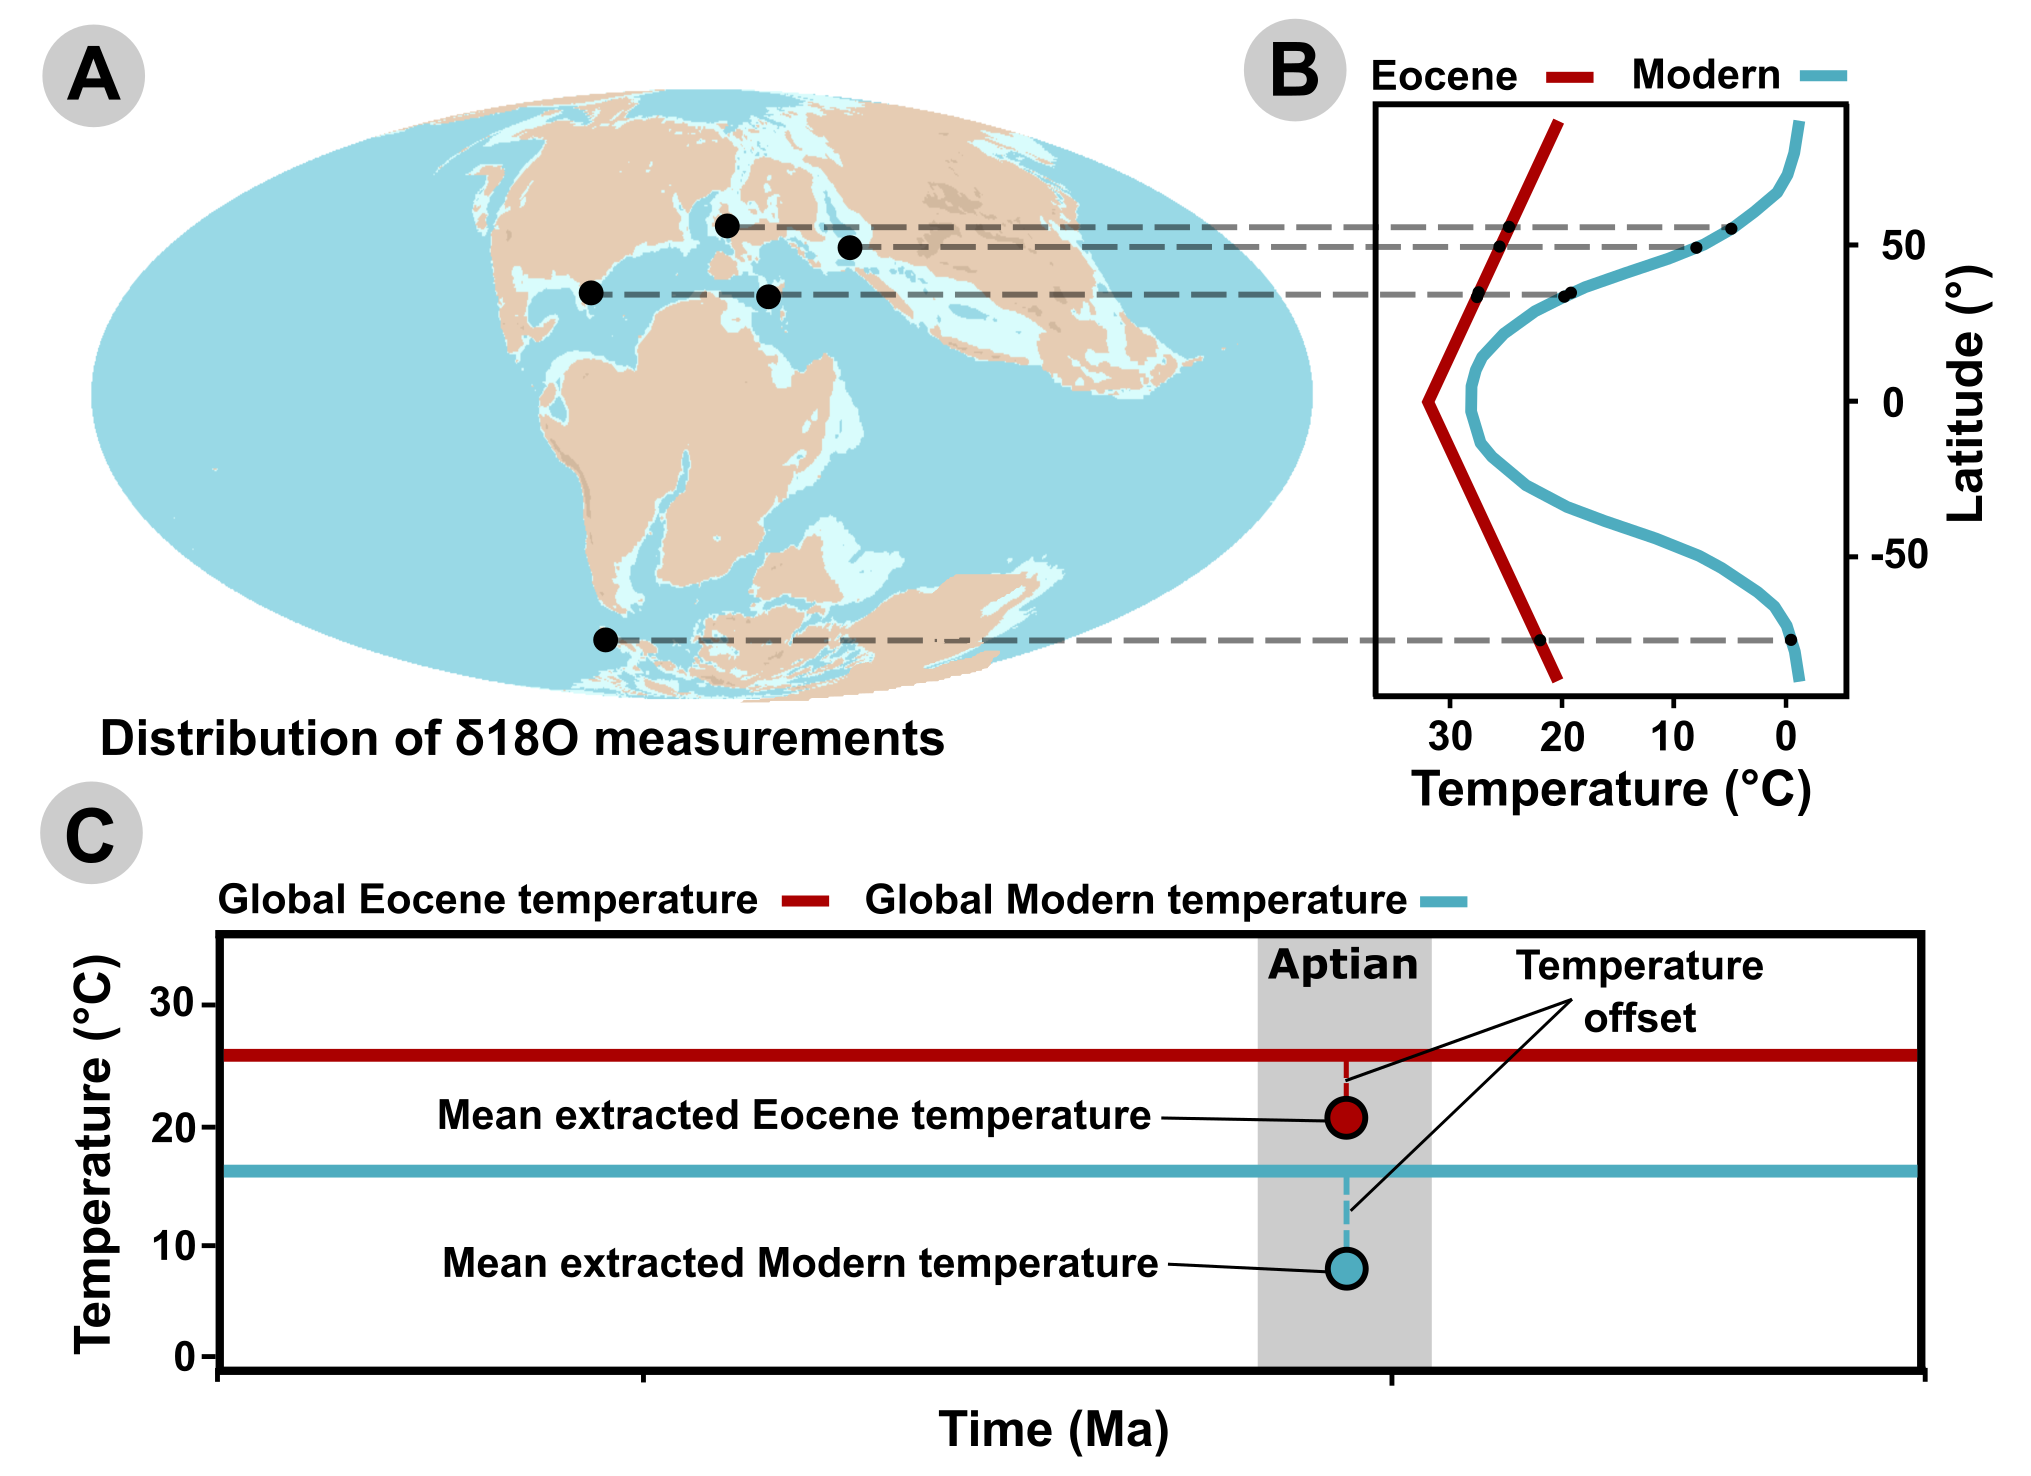 A
B
Eocene Modern
50
0
-50
Latitude (°)
30 20 10 0
Temperature (°C)
Distribution of δ18O measurements
C
Global Eocene temperature Global Modern temperature
Aptian
Temperature
offset
Mean extracted Eocene temperature
Mean extracted Modern temperature
30
20
10
0
Temperature (°C)
Time (Ma)